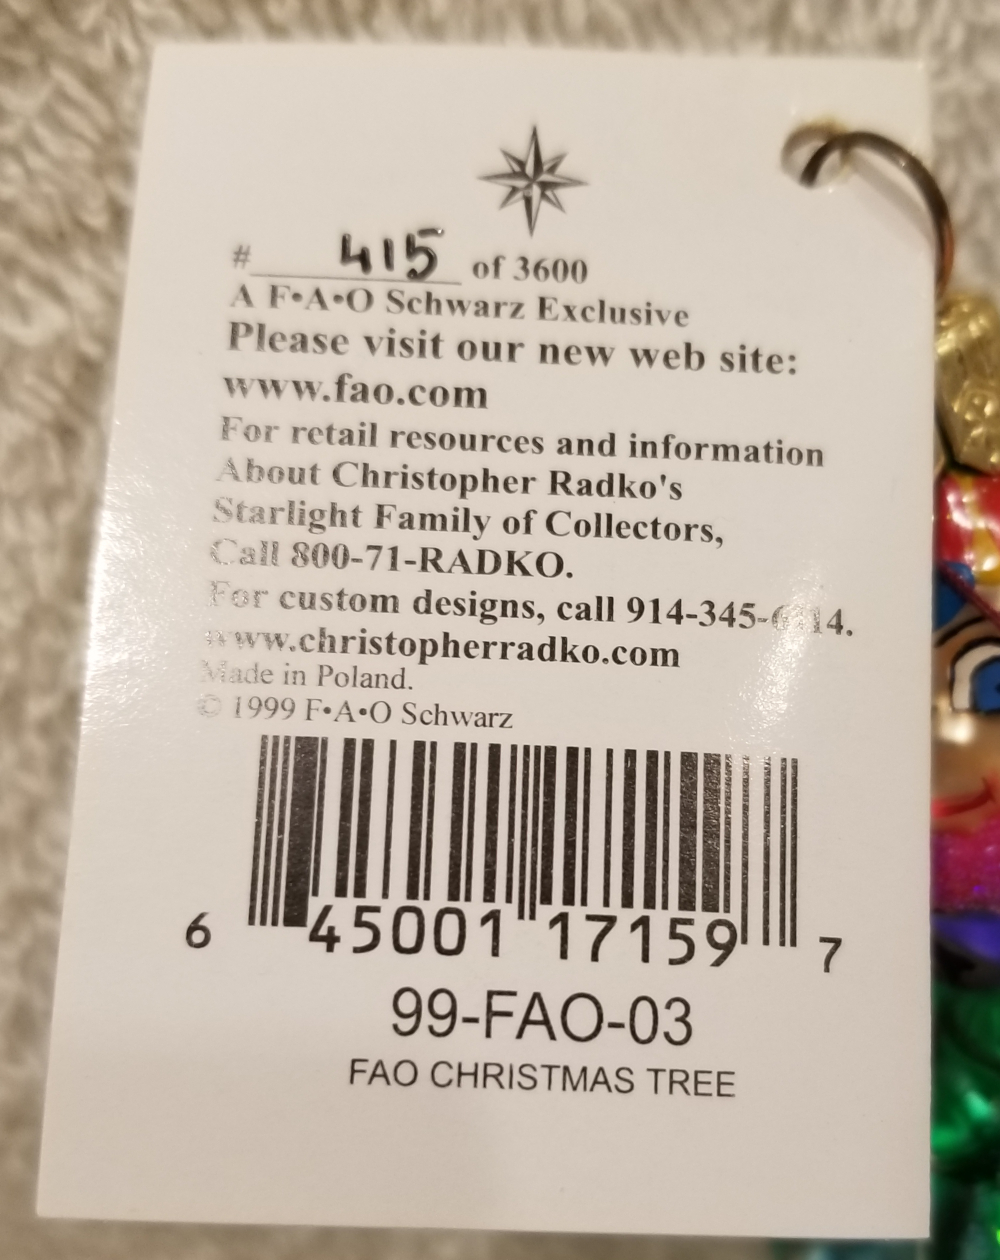 # 415 of 3600
A F•A•O Schwarz Exclusive
Please visit our new web site:
www.fao.com
For retail resources and information
About Christopher Radko's
Starlight Family of Collectors,
Call 800-71-RADKO.
For custom designs, call
www.christopherradko.com
Made in Poland.
© 1999 F•A•O Schwarz
6 45001 17159 7
99-FAO-03
FAO CHRISTMAS TREE